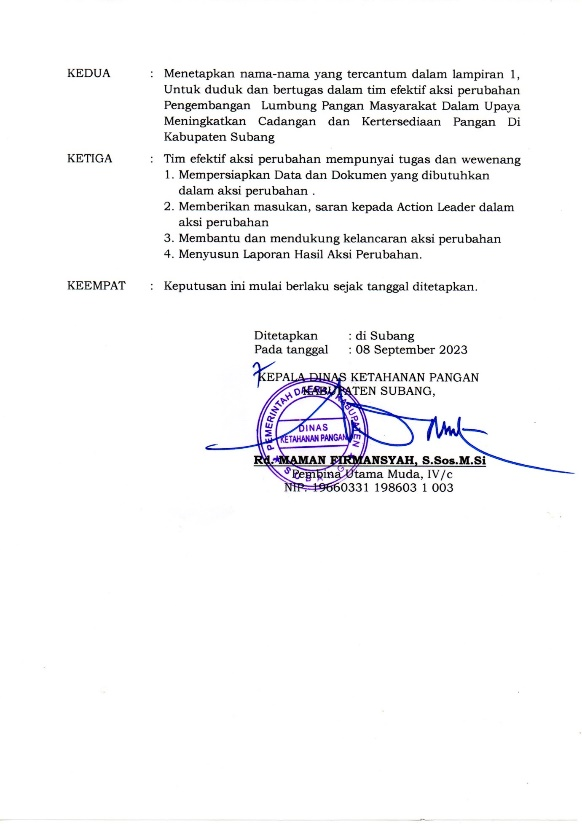 KEDUA : Menetapkan nama-nama yang tercantum dalam lampiran 1,
Untuk duduk dan bertugas dalam tim efektif aksi perubahan
Pengembangan Lumbung Pangan Masyarakat Dalam Upaya
Meningkatkan Cadangan dan Kertersediaan Pangan Di
Kabupaten Subang
KETIGA : Tim efektif aksi perubahan mempunyai tugas dan wewenang
1. Mempersiapkan Data dan Dokumen yang dibutuhkan
dalam aksi perubahan .
2. Memberikan masukan, saran kepada Action Leader dalam
aksi perubahan
3. Membantu dan mendukung kelancaran aksi perubahan
4. Menyusun Laporan Hasil Aksi Perubahan.
KEEMPAT : Keputusan ini mulai berlaku sejak tanggal ditetapkan.
Ditetapkan : di Subang
Pada tanggal : 08 September 2023
KEPALA DINAS KETAHANAN PANGAN
KABUPATEN SUBANG,
PEMERINTAH DAERAH KABUPATEN
DINAS
KETAHANAN PANGAN
SUBANG
Rd. MAMAN FIRMANSYAH, S.Sos.M.Si
Pembina Utama Muda, IV/c
NIP. 19660331 198603 1 003